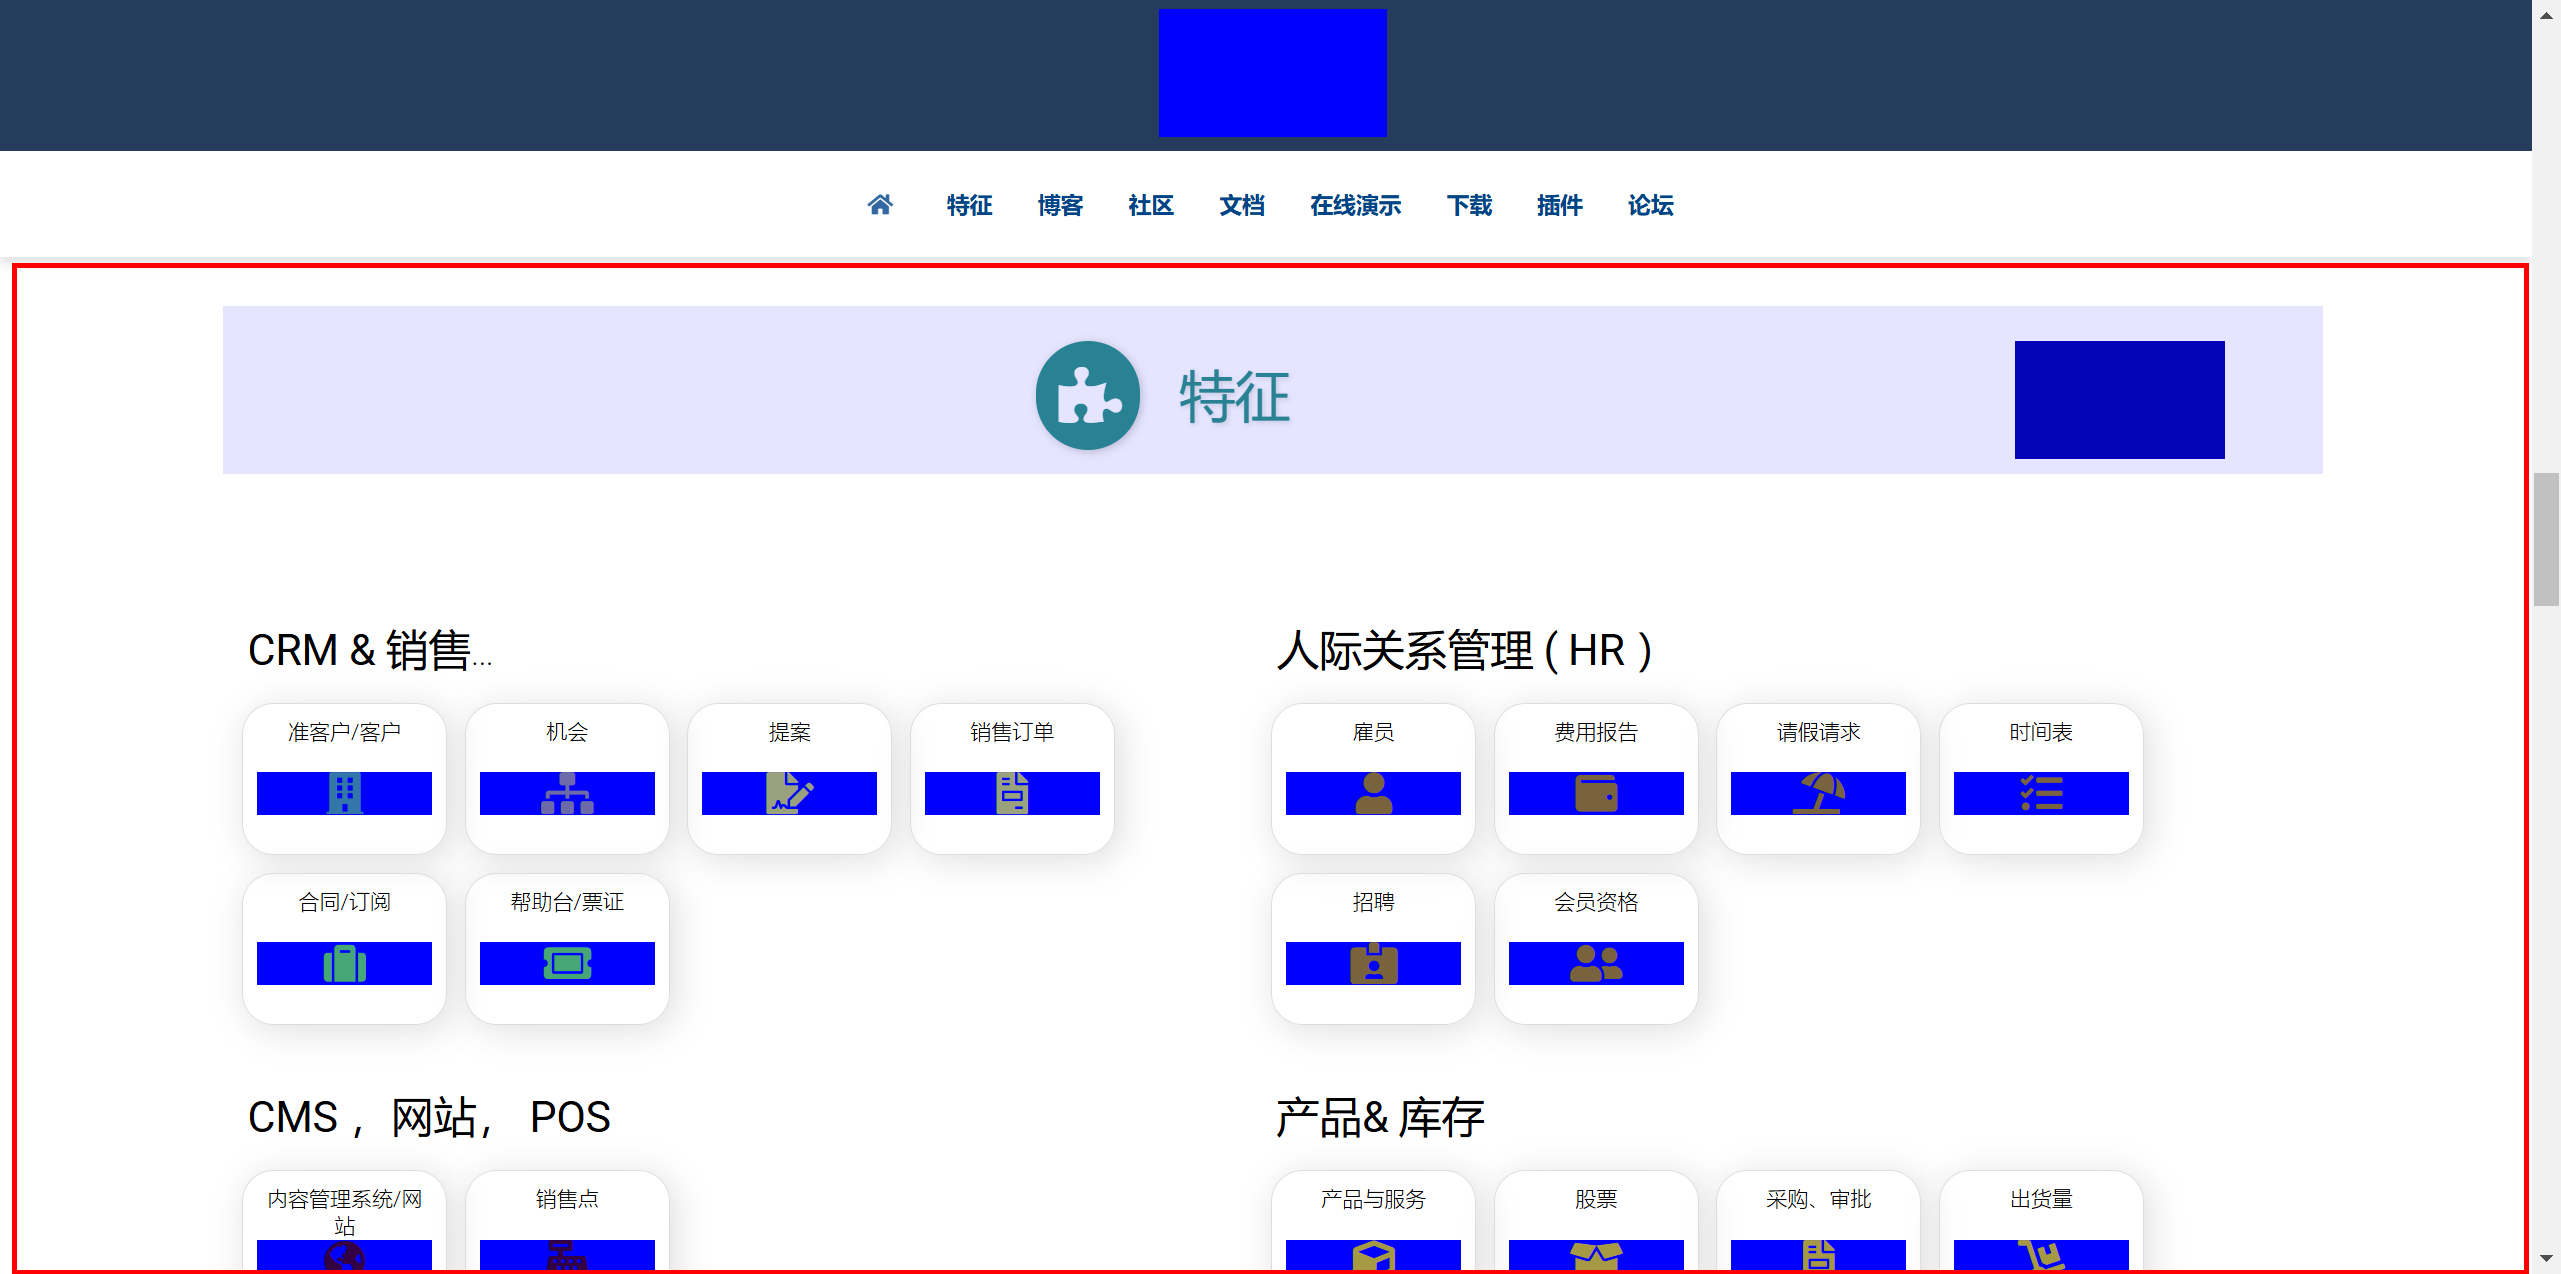 特征 博客 社区 文档 在线演示 下载 插件 论坛
特征
CRM & 销售...
准客户/客户 机会 提案 销售订单
合同/订阅 帮助台/票证
人际关系管理 ( HR )
雇员 费用报告 请假请求 时间表
招聘 会员资格
CMS ，网站， POS
内容管理系统/网
站
销售点
产品& 库存
产品与服务 股票 采购、审批 出货量